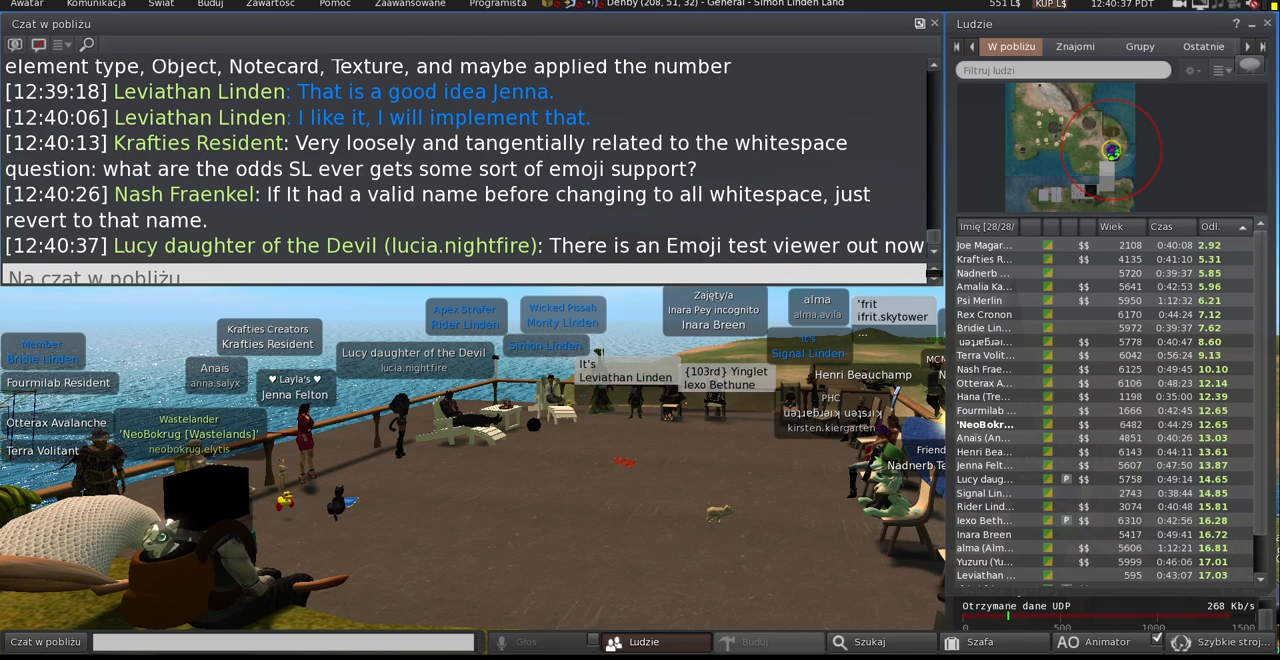 Awatar Komunikacja Świat Buduj Zawartość Pomoc Zaawansowane Programista Denby (208, 51, 32) - General - Simon Linden Land 551 L$ KUP L$ 12:40:37 PDT
Czat w pobliżu
element type, Object, Notecard, Texture, and maybe applied the number
[12:39:18] Leviathan Linden: That is a good idea Jenna.
[12:40:06] Leviathan Linden: I like it, I will implement that.
[12:40:13] Krafties Resident: Very loosely and tangentially related to the whitespace
question: what are the odds SL ever gets some sort of emoji support?
[12:40:26] Nash Fraenkel: If It had a valid name before changing to all whitespace, just
revert to that name.
[12:40:37] Lucy daughter of the Devil (lucia.nightfire): There is an Emoji test viewer out now
Na czat w pobliżu
Member
Bridie Linden
Fourmilab Resident
Otterax Avalanche
Terra Volitant
Krafties Creators
Krafties Resident
Anaïs
anna.salyx
♥ Layla's ♥
Jenna Felton
Wastelander
'NeoBokrug [Wastelands]'
neobokrug.elytis
Lucy daughter of the Devil
lucia.nightfire
Apex Strafer
Rider Linden
Wicked Pissah
Monty Linden
Simon Linden
It's
Leviathan Linden
Zajęty/a
Inara Pey incognito
Inara Breen
{103rd} Yinglet
Iexo Bethune
alma
alma.avila
It's
Signal Linden
'frit
ifrit.skytower
...
Henri Beauchamp
PHC
kirsten.kiergarten
MCM
Friend
Nadnerb Te
Ludzie
W pobliżu Znajomi Grupy Ostatnie
Filtruj ludzi
Imię [28/28/ Wiek Czas Odl.
Joe Magar... $$ 2108 0:40:08 2.92
Krafties R... $$ 4135 0:41:10 5.31
Nadnerb ... 5720 0:39:37 5.85
Amalia Ka... $$ 5641 0:42:53 5.96
Psi Merlin $$ 5950 1:12:32 6.21
Rex Cronon 6170 0:44:24 7.12
Bridie Lin... 5972 0:39:37 7.62
$$ 5778 0:40:47 8.60
Terra Volit... $$ 6042 0:56:24 9.13
Nash Frae... $$ 6125 0:49:45 10.10
Otterax A... $$ 6106 0:48:23 12.14
Hana (Tre... $$ 1198 0:35:00 12.39
Fourmilab ... $$ 1666 0:42:45 12.65
'NeoBokr... $$ 6482 0:44:29 12.65
Anaïs (An... $$ 4851 0:40:26 13.03
Henri Bea... $$ 6143 0:44:11 13.61
Jenna Felt... $$ 5607 0:47:50 13.87
Lucy daug... P $$ 5758 0:49:14 14.65
Signal Lin... 2743 0:38:44 14.85
Rider Lind... $$ 3074 0:40:48 15.81
Iexo Beth... P $$ 6310 0:42:56 16.28
Inara Breen 5417 0:49:41 16.72
alma (Alm... $$ 5606 1:12:21 16.81
Yuzuru (Yu... $$ 5999 0:46:06 17.01
Leviathan ... 595 0:43:07 17.03
Otrzymane dane UDP 268 Kb/s
0 500 1000 1500
Czat w pobliżu Głos Ludzie Buduj Szukaj Szafa AO Animator Szybkie stroj...